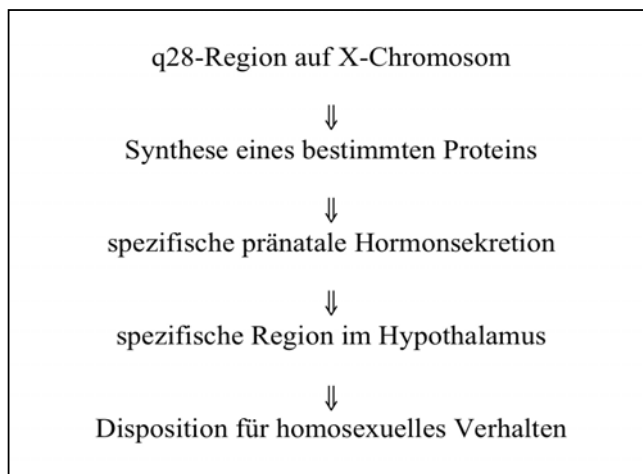 q28-Region auf X-Chromosom
⇓
Synthese eines bestimmten Proteins
⇓
spezifische pränatale Hormonsekretion
⇓
spezifische Region im Hypothalamus
⇓
Disposition für homosexuelles Verhalten